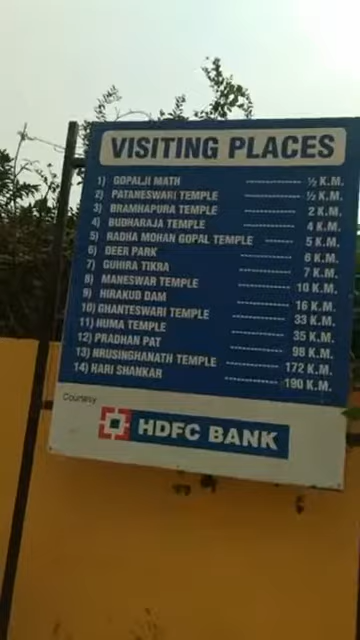 VISITING PLACES
1) GOPALJI MATH ---------------- ½ K.M.
2) PATANESWARI TEMPLE ---------------- ½ K.M.
3) BRAMHAPURA TEMPLE ---------------- 2 K.M.
4) BUDHARAJA TEMPLE ---------------- 4 K.M.
5) RADHA MOHAN GOPAL TEMPLE -------- 5 K.M.
6) DEER PARK ---------------- 6 K.M.
7) GUHIRA TIKRA ---------------- 7 K.M.
8) MANESWAR TEMPLE ---------------- 10 K.M.
9) HIRAKUD DAM ---------------- 16 K.M.
10) GHANTESWARI TEMPLE ---------------- 33 K.M.
11) HUMA TEMPLE ---------------- 35 K.M.
12) PRADHAN PAT ---------------- 98 K.M.
13) NRUSINGHANATH TEMPLE ---------------- 172 K.M.
14) HARI SHANKAR ---------------- 190 K.M.
Courtesy
HDFC BANK